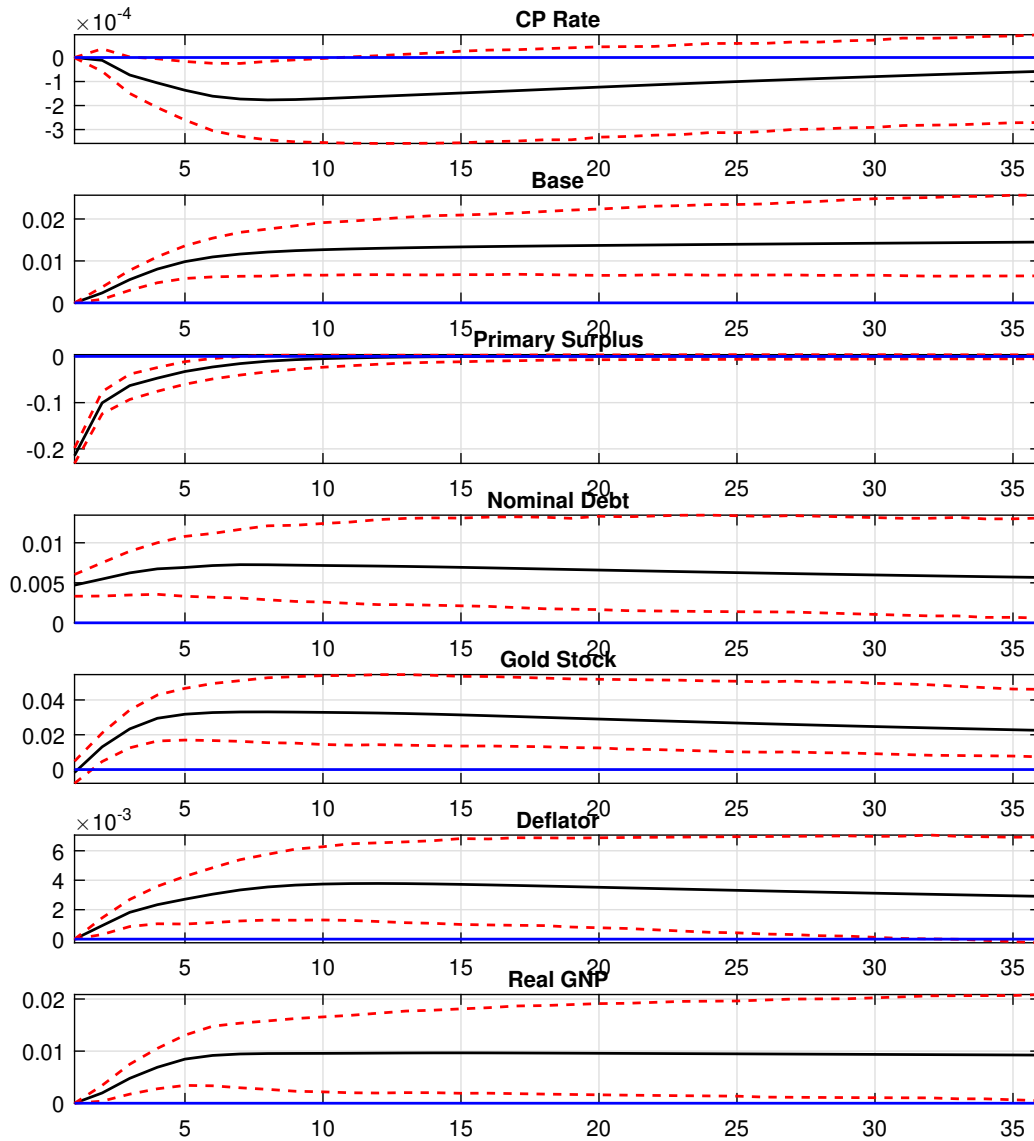 ×10-4
CP Rate
0
-1
-2
-3
5 10 15 20 25 30 35
Base
0.02
0.01
0
5 10 15 20 25 30 35
Primary Surplus
0
-0.1
-0.2
5 10 15 20 25 30 35
Nominal Debt
0.01
0.005
0
5 10 15 20 25 30 35
Gold Stock
0.04
0.02
0
5 10 15 20 25 30 35
×10-3
Deflator
6
4
2
0
5 10 15 20 25 30 35
Real GNP
0.02
0.01
0
5 10 15 20 25 30 35